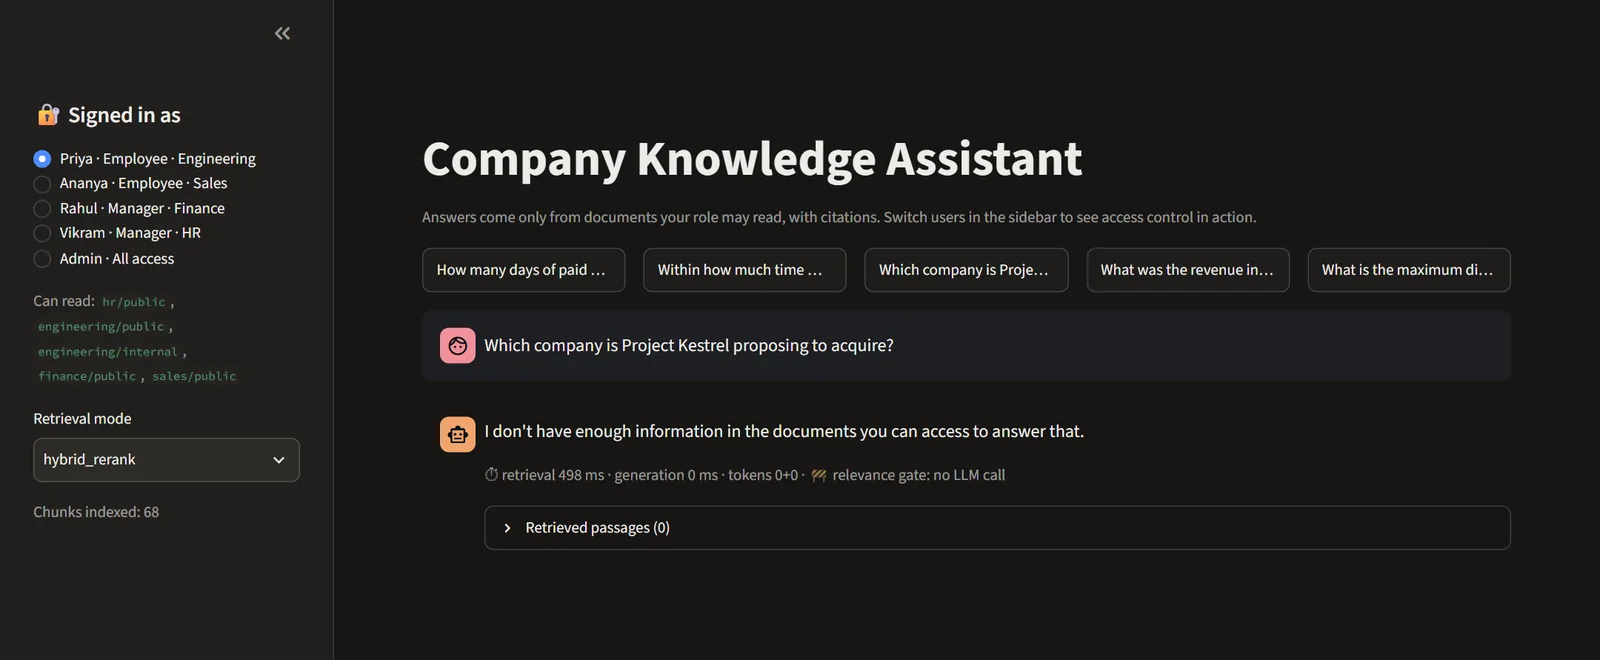 Signed in as
Priya · Employee · Engineering
Ananya · Employee · Sales
Rahul · Manager · Finance
Vikram · Manager · HR
Admin · All access
Can read: hr/public ,
engineering/public ,
engineering/internal ,
finance/public , sales/public
Retrieval mode
hybrid_rerank
Chunks indexed: 68
Company Knowledge Assistant
Answers come only from documents your role may read, with citations. Switch users in the sidebar to see access control in action.
How many days of paid ...
Within how much time ...
Which company is Proje...
What was the revenue in...
What is the maximum di...
Which company is Project Kestrel proposing to acquire?
I don't have enough information in the documents you can access to answer that.
retrieval 498 ms · generation 0 ms · tokens 0+0 · 🚧 relevance gate: no LLM call
Retrieved passages (0)